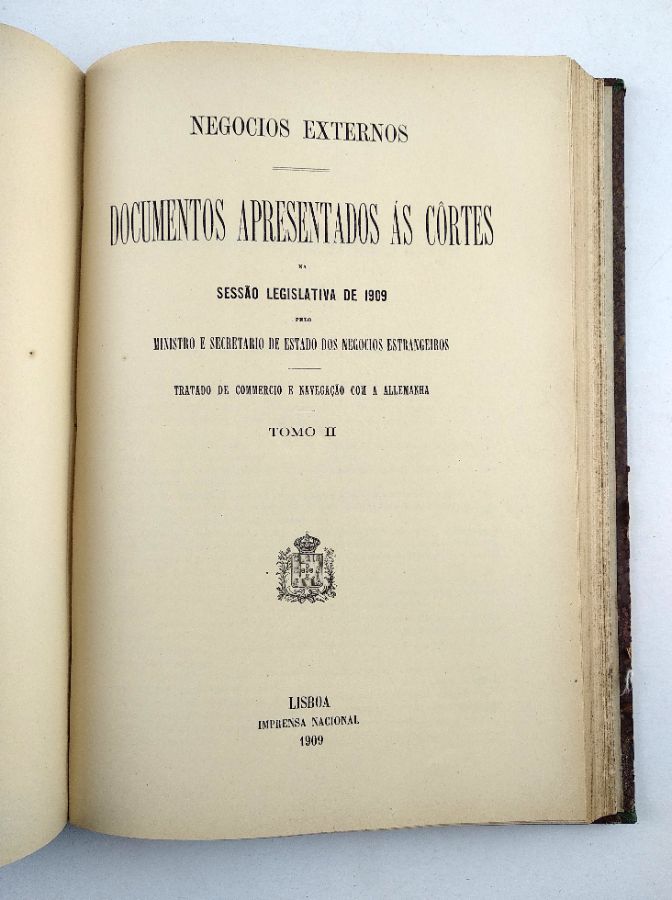 NEGOCIOS EXTERNOS
DOCUMENTOS APRESENTADOS ÁS CÔRTES
NA
SESSÃO LEGISLATIVA DE 1909
PELO
MINISTRO E SECRETARIO DE ESTADO DOS NEGOCIOS ESTRANGEIROS
TRATADO DE COMMERCIO E NAVEGAÇÃO COM A ALLEMANHA
TOMO II
LISBOA
IMPRENSA NACIONAL
1909